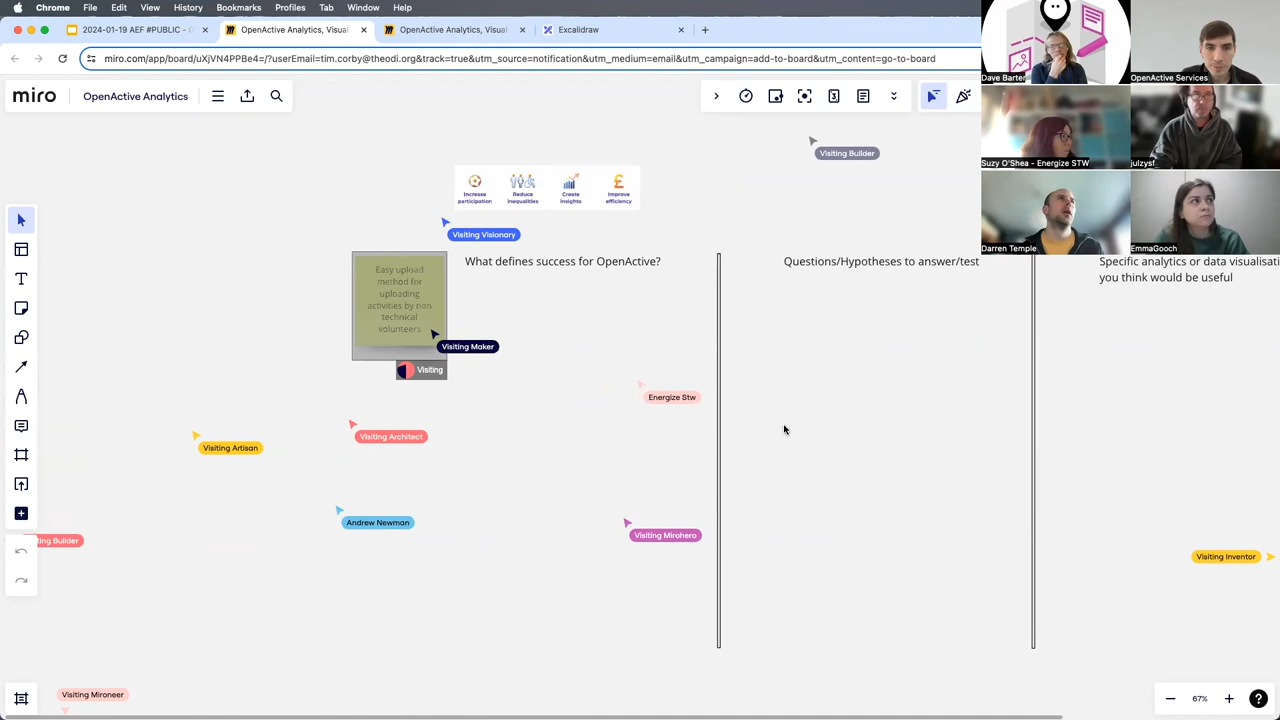 Chrome File Edit View History Bookmarks Profiles Tab Window Help
2024-01-19 AEF #PUBLIC -
OpenActive Analytics, Visual
OpenActive Analytics, Visual
Excalidraw
miro.com/app/board/uXjVN4PPBe4=/?userEmail=tim.corby@theodi.org&track=true&utm_source=notification&utm_medium=email&utm_campaign=add-to-board&utm_content=go-to-board
miro
OpenActive Analytics
3
Dave Barter
OpenActive Services
Suzy O'Shea - Energize STW
julzysf
Darren Temple
EmmaGooch
Visiting Builder
Increase
participation
Reduce
inequalities
Create
insights
£
Improve
efficiency
Visiting Visionary
What defines success for OpenActive?
Questions/Hypotheses to answer/test
Specific analytics or data visualisati
you think would be useful
Easy upload
method for
uploading
activities by non
technical
volunteers
Visiting Maker
Visiting
Energize Stw
Visiting Architect
Visiting Artisan
Andrew Newman
Visiting Mirohero
ting Builder
Visiting Inventor
Visiting Mironeer
67%
?